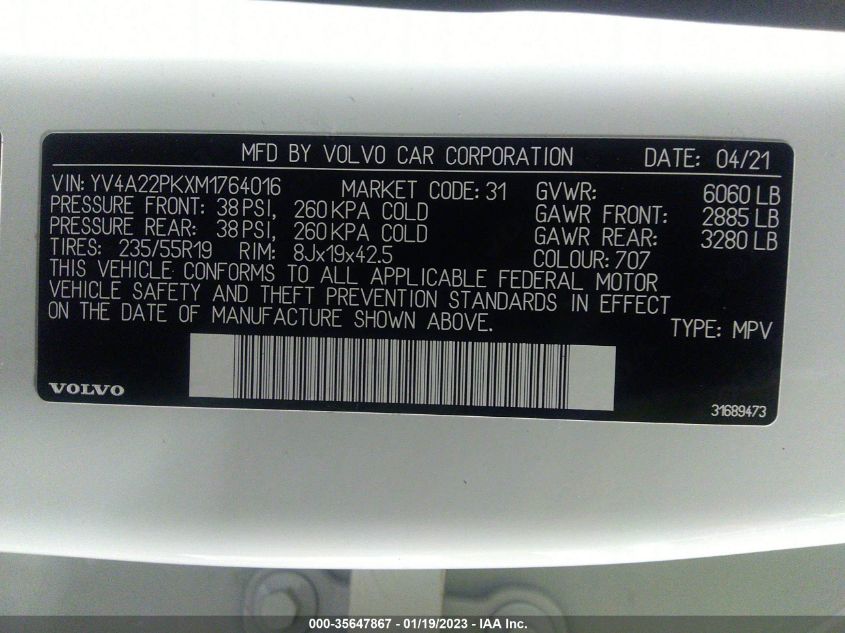 MFD BY VOLVO CAR CORPORATION DATE: 04/21
VIN: YV4A22PKXM1764016 MARKET CODE: 31 GVWR: 6060 LB
PRESSURE FRONT: 38 PSI, 260 KPA COLD GAWR FRONT: 2885 LB
PRESSURE REAR: 38 PSI, 260 KPA COLD GAWR REAR: 3280 LB
TIRES: 235/55R19 RIM: 8Jx19x42.5 COLOUR: 707
THIS VEHICLE CONFORMS TO ALL APPLICABLE FEDERAL MOTOR
VEHICLE SAFETY AND THEFT PREVENTION STANDARDS IN EFFECT
ON THE DATE OF MANUFACTURE SHOWN ABOVE. TYPE: MPV
VOLVO 31689473
000-35647867 - 01/19/2023 - IAA Inc.